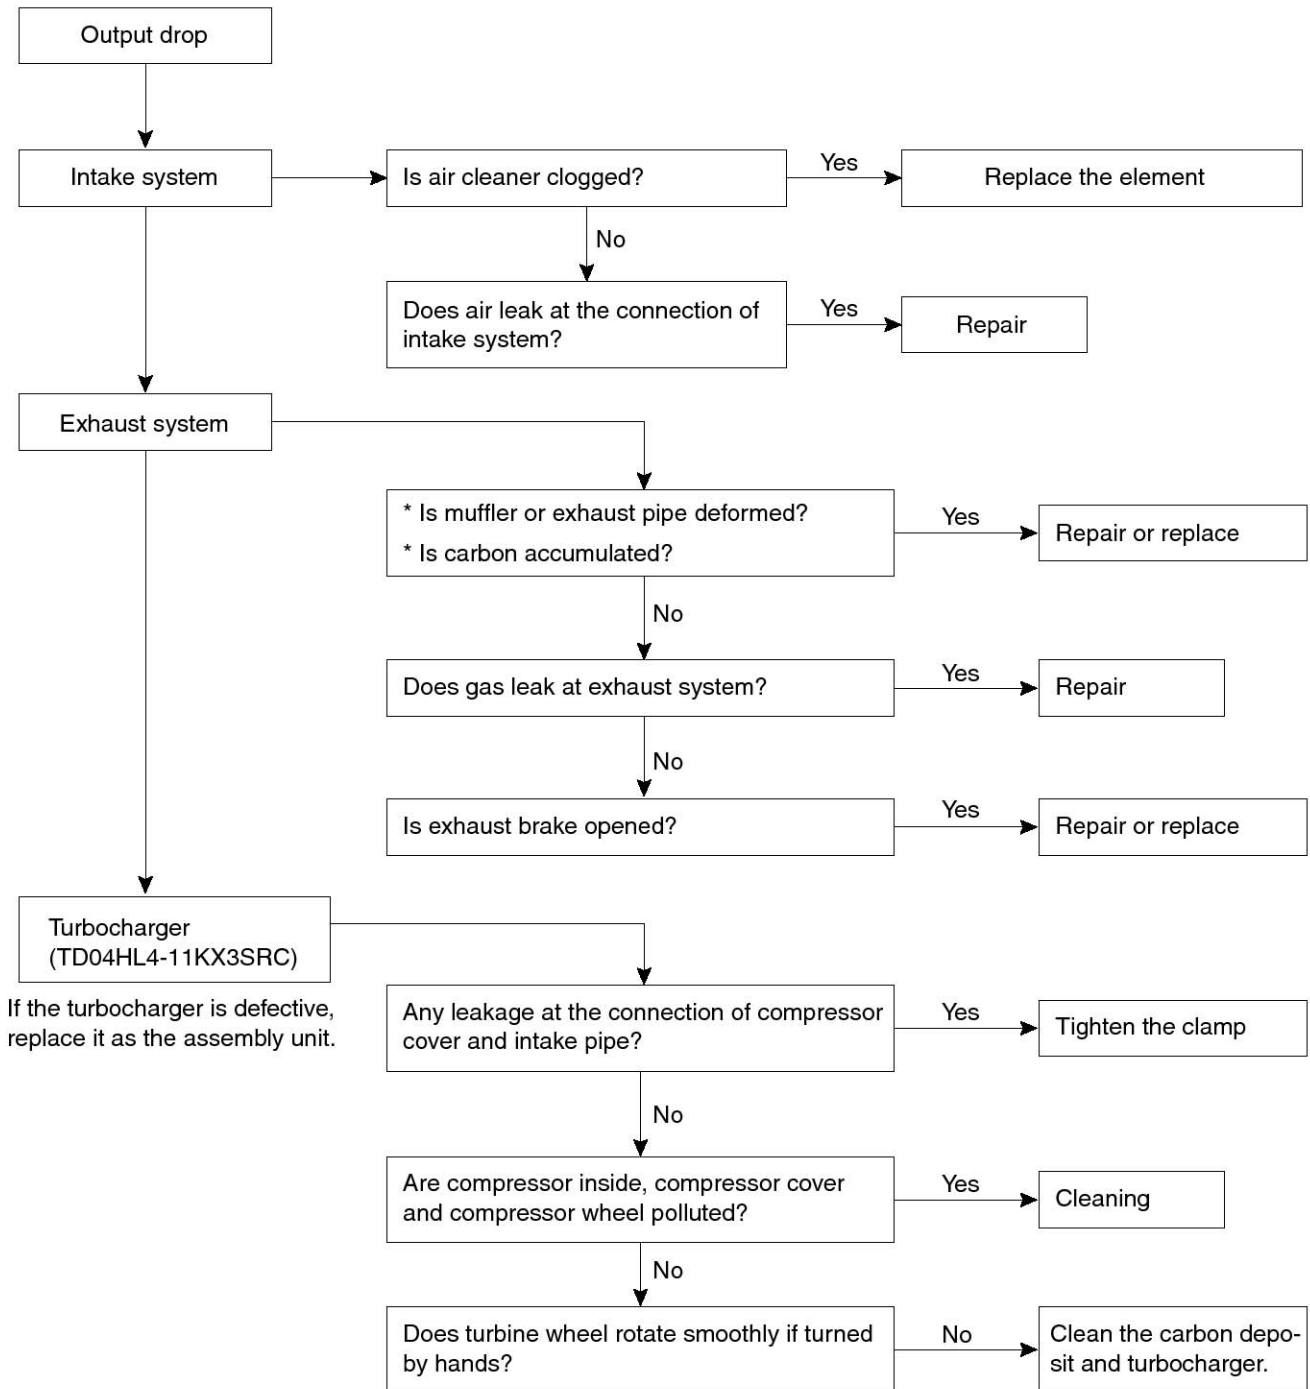 Output drop
Intake system
Is air cleaner clogged?
Yes
Replace the element
No
Does air leak at the connection of
intake system?
Yes
Repair
Exhaust system
* Is muffler or exhaust pipe deformed?
* Is carbon accumulated?
Yes
Repair or replace
No
Does gas leak at exhaust system?
Yes
Repair
No
Is exhaust brake opened?
Yes
Repair or replace
Turbocharger
(TD04HL4-11KX3SRC)
If the turbocharger is defective,
replace it as the assembly unit.
Any leakage at the connection of compressor
cover and intake pipe?
Yes
Tighten the clamp
No
Are compressor inside, compressor cover
and compressor wheel polluted?
Yes
Cleaning
No
Does turbine wheel rotate smoothly if turned
by hands?
No
Clean the carbon depo-
sit and turbocharger.